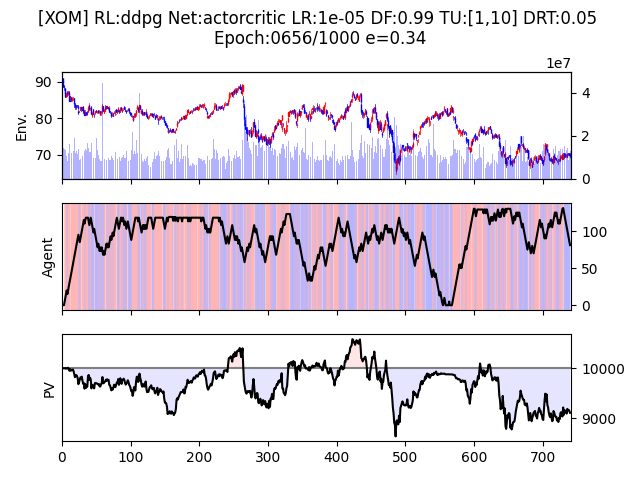 [XOM] RL:ddpg Net:actorcritic LR:1e-05 DF:0.99 TU:[1,10] DRT:0.05
Epoch:0656/1000 e=0.34
1e7
90
80
70
Env.
4
2
0
Agent
100
50
0
PV
10000
9000
0 100 200 300 400 500 600 700